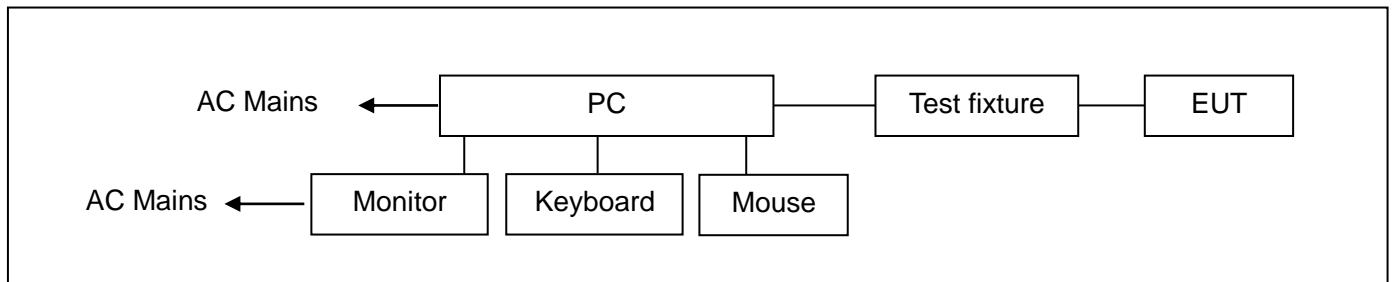 AC Mains
PC
Test fixture
EUT
AC Mains
Monitor
Keyboard
Mouse